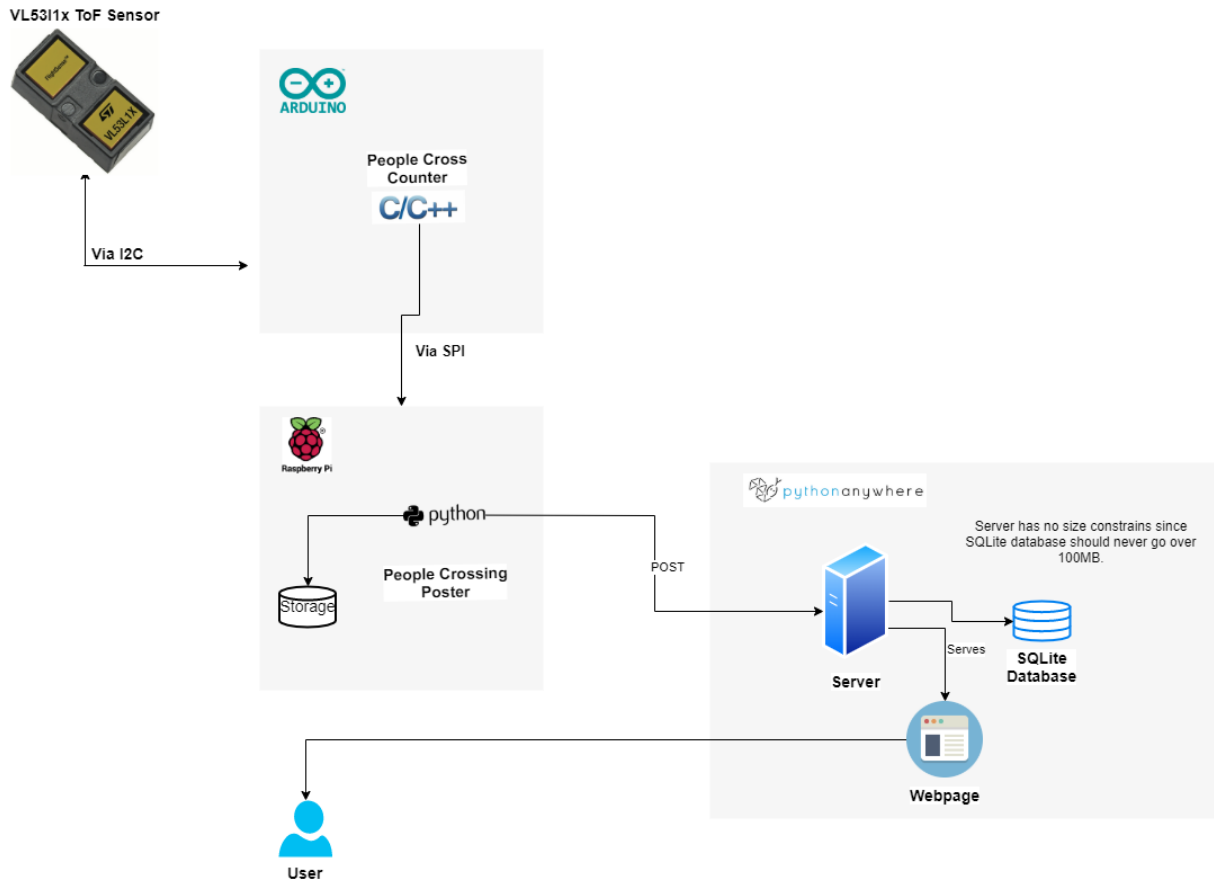 VL53l1x ToF Sensor
FlightSense™
VL53L1X
ARDUINO
People Cross
Counter
C/C++
Via I2C
Via SPI
Raspberry Pi
python
People Crossing
Poster
Storage
POST
pythonanywhere
Server has no size constrains since
SQLite database should never go over
100MB.
Server
Serves
SQLite
Database
Webpage
User